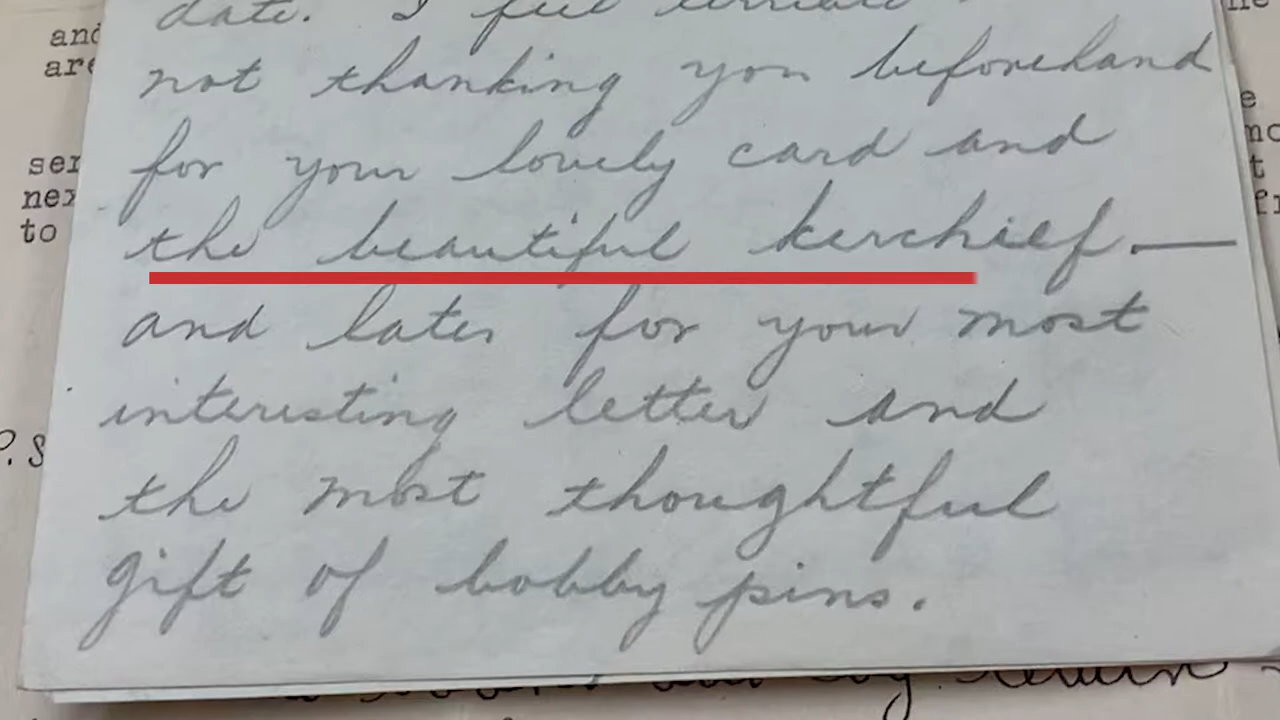 date. I feel
not thanking you beforehand
for your lovely card and
the beautiful kerchief. —
and later for your most
interesting letter and
the most thoughtful
gift of bobby pins.
and
are
ser
nex
to
P.S